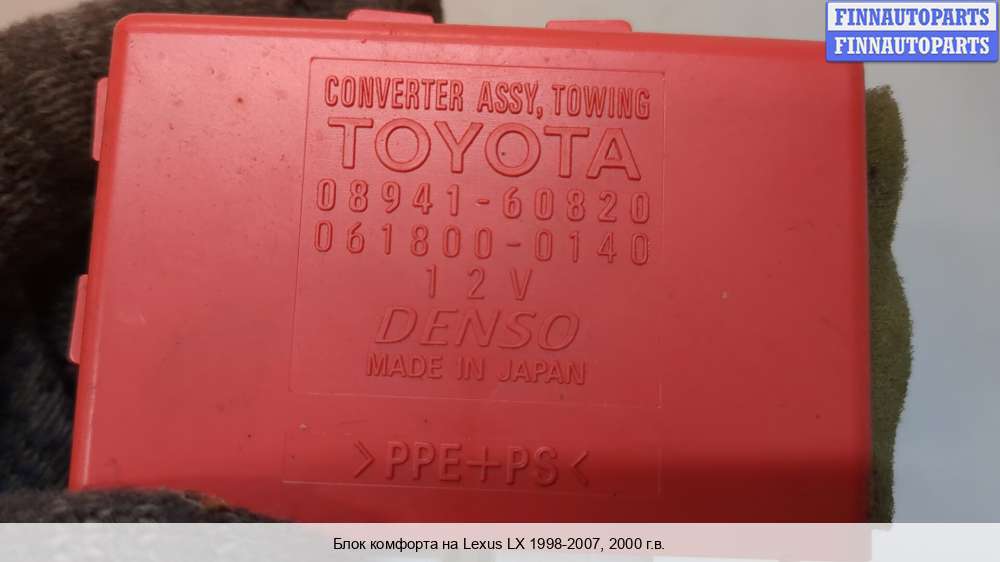 FINNAUTOPARTS
FINNAUTOPARTS
CONVERTER ASSY, TOWING
TOYOTA
08941-60820
061800-0140
12V
DENSO
MADE IN JAPAN
>PPE+PS<
Блок комфорта на Lexus LX 1998-2007, 2000 г.в.